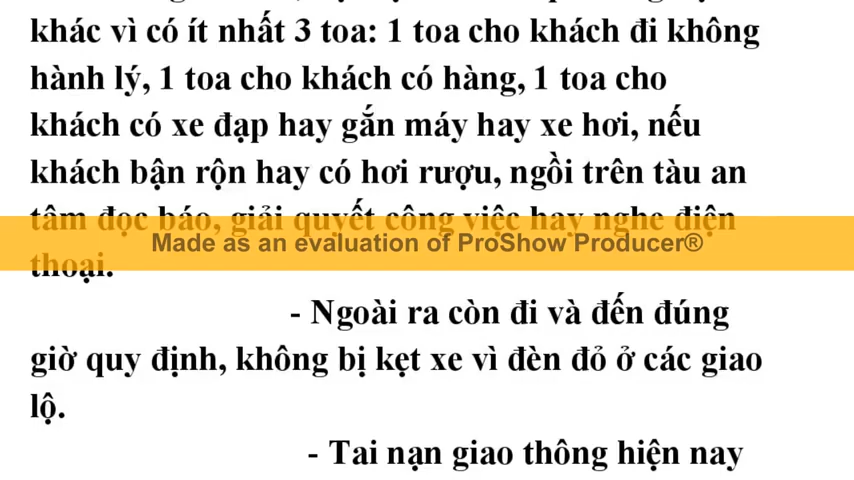 khác vì có ít nhất 3 toa: 1 toa cho khách đi không
hành lý, 1 toa cho khách có hàng, 1 toa cho
khách có xe đạp hay gắn máy hay xe hơi, nếu
khách bận rộn hay có hơi rượu, ngồi trên tàu an
tâm đọc báo, giải quyết công việc hay nghe điện
Made as an evaluation of ProShow Producer®
thoại.
- Ngoài ra còn đi và đến đúng
giờ quy định, không bị kẹt xe vì đèn đỏ ở các giao
lộ.
- Tai nạn giao thông hiện nay